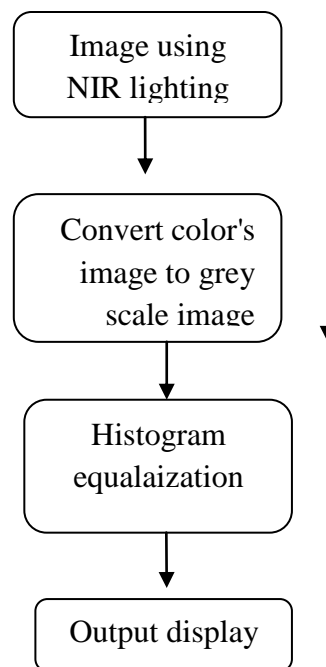 Image using
NIR lighting
Convert color's
image to grey
scale image
Histogram
equalaization
Output display